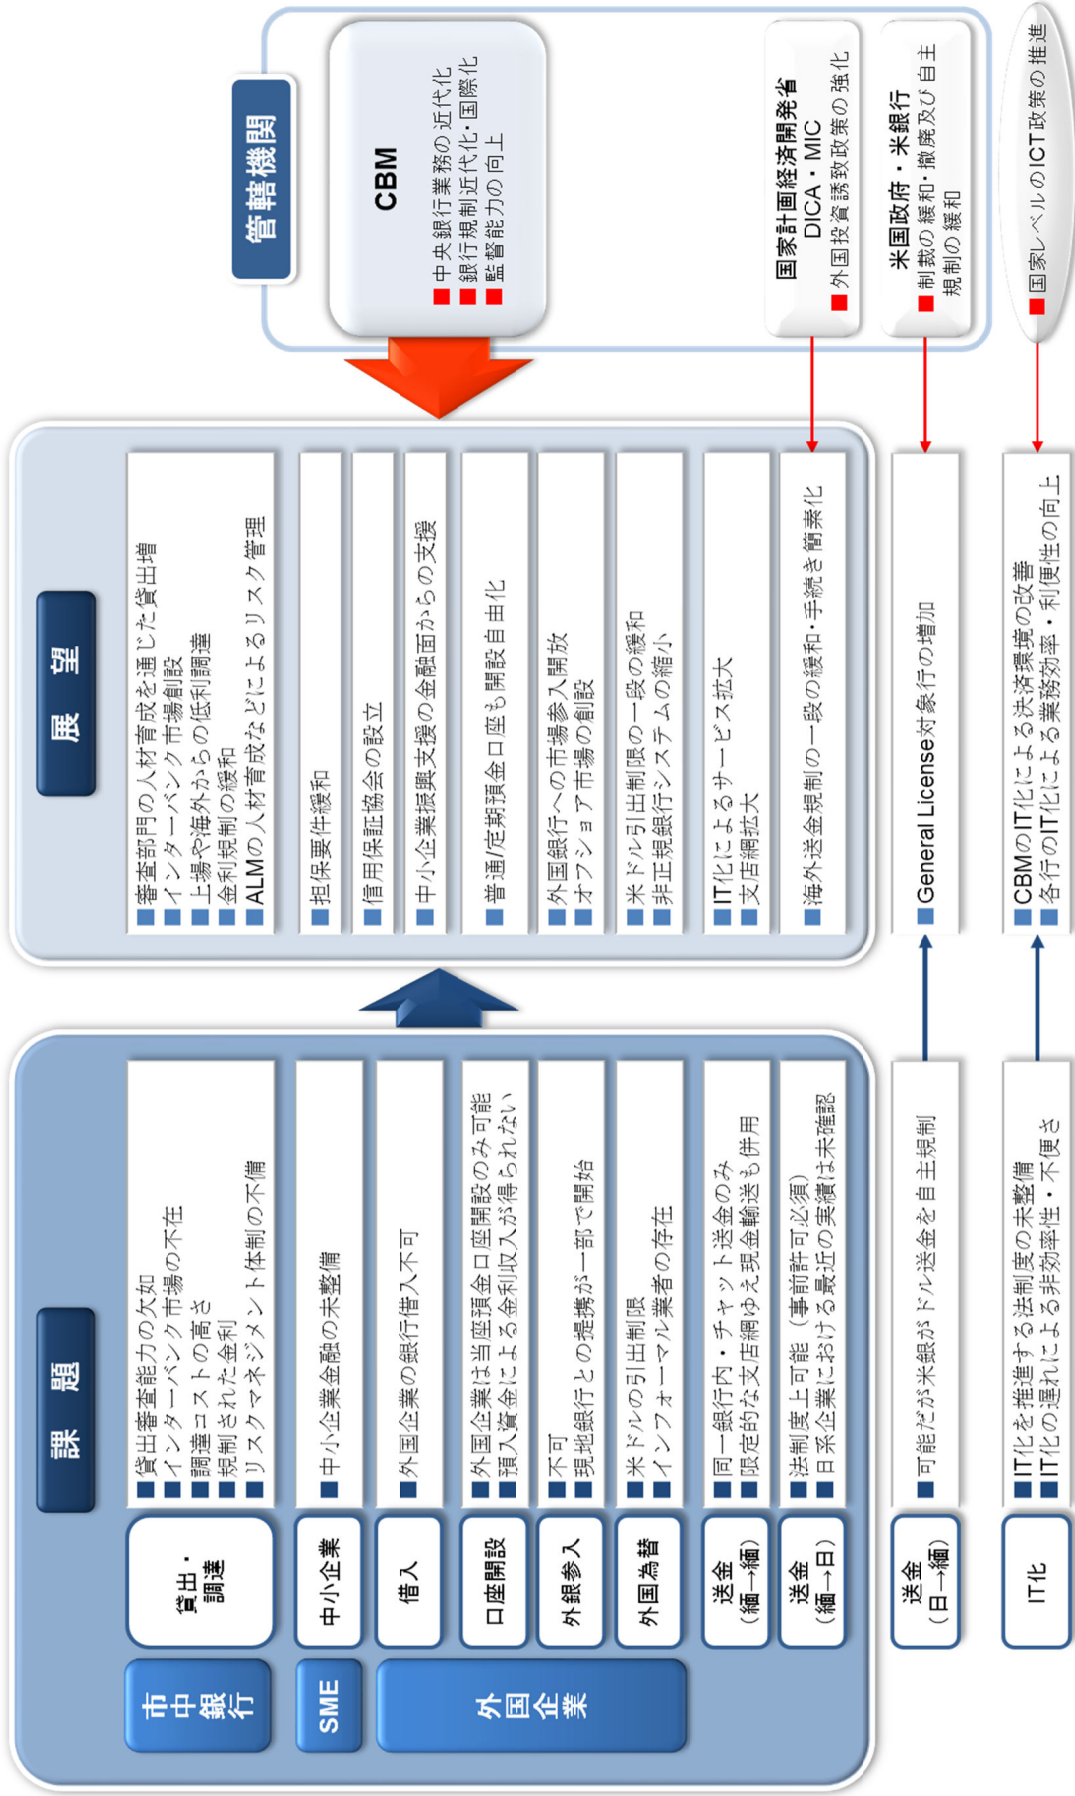 課　題
市中銀行
貸出・
調達
■貸出審査能力の欠如
■インターバンク市場の不在
■調達コストの高さ
■規制された金利
■リスクマネジメント体制の不備
SME
中小企業
■中小企業金融の未整備
外国企業
借入
■外国企業の銀行借入不可
口座開設
■外国企業は当座預金口座開設のみ可能
■預入資金による金利収入が得られない
外銀参入
■不可
■現地銀行との提携が一部で開始
外国為替
■米ドルの引出制限
■インフォーマル業者の存在
送金
（緬→緬）
■同一銀行内・チャット送金のみ
■限定的な支店網ゆえ現金輸送も併用
送金
（緬→日）
■法制度上可能（事前許可必須）
■日系企業における最近の実績は未確認
送金
（日→緬）
■可能だが米銀がドル送金を自主規制
IT化
■IT化を推進する法制度の未整備
■IT化の遅れによる非効率性・不便さ
展　望
■審査部門の人材育成を通じた貸出増
■インターバンク市場創設
■上場や海外からの低利調達
■金利規制の緩和
■ALMの人材育成などによるリスク管理
■担保要件緩和
■信用保証協会の設立
■中小企業振興支援の金融面からの支援
■普通/定期預金口座も開設自由化
■外国銀行への市場参入開放
■オフショア市場の創設
■米ドル引出制限の一段の緩和
■非正規銀行システムの縮小
■IT化によるサービス拡大
■支店網拡大
■海外送金規制の一段の緩和・手続き簡素化
■General License対象行の増加
■CBMのIT化による決済環境の改善
■各行のIT化による業務効率・利便性の向上
管轄機関
CBM
■中央銀行業務の近代化
■銀行規制近代化・国際化
■監督能力の向上
国家計画経済開発省
DICA・MIC
■外国投資誘致政策の強化
米国政府・米銀行
■制裁の緩和・撤廃及び自主
規制の緩和
■国家レベルのICT政策の推進